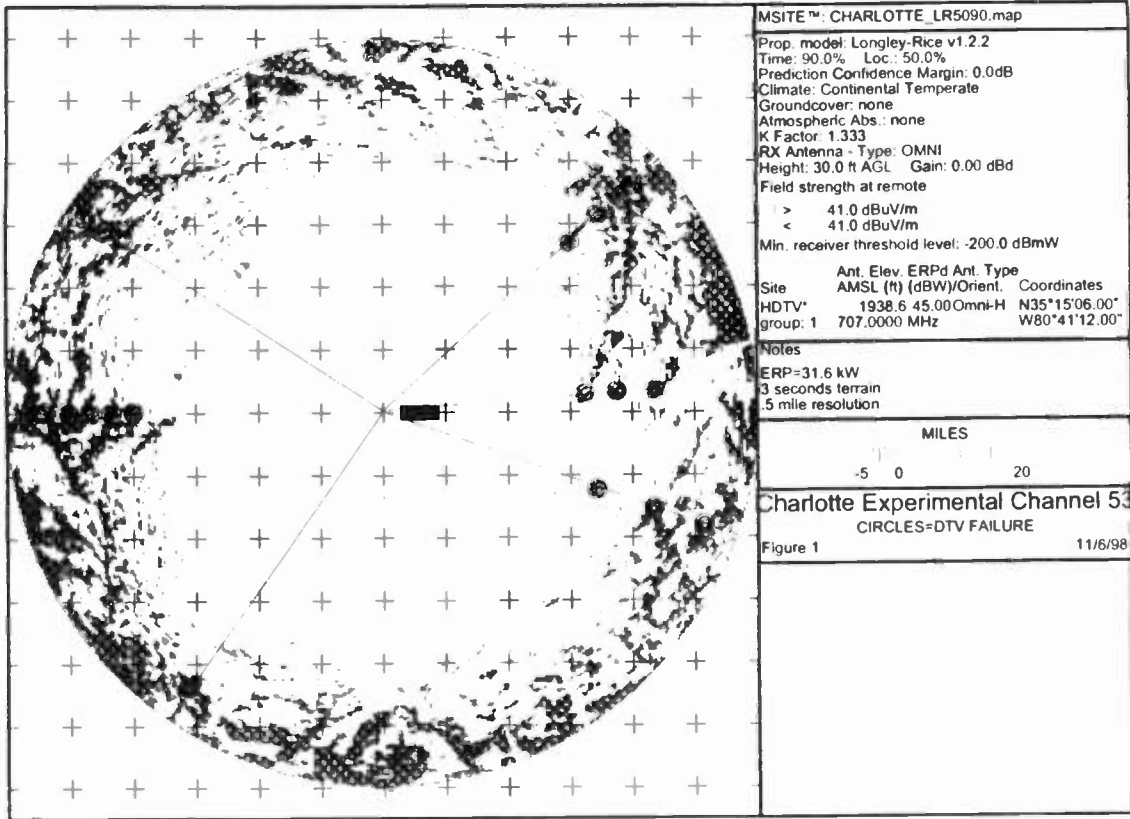 MSITE™: CHARLOTTE_LR5090.map
Prop. model: Longley-Rice v1.2.2
Time: 90.0% Loc.: 50.0%
Prediction Confidence Margin: 0.0dB
Climate: Continental Temperate
Groundcover: none
Atmospheric Abs.: none
K Factor: 1.333
RX Antenna - Type: OMNI
Height: 30.0 ft AGL Gain: 0.00 dBd
Field strength at remote
> 41.0 dBuV/m
< 41.0 dBuV/m
Min. receiver threshold level: -200.0 dBmW
Ant. Elev. ERPd Ant. Type
Site AMSL (ft) (dBW)/Orient. Coordinates
HDTV* 1938.6 45.00Omni-H N35°15'06.00"
group: 1 707.0000 MHz W80°41'12.00"
Notes
ERP=31.6 kW
3 seconds terrain
.5 mile resolution
MILES
-5 0 20
Charlotte Experimental Channel 53
CIRCLES=DTV FAILURE
Figure 1 11/6/98